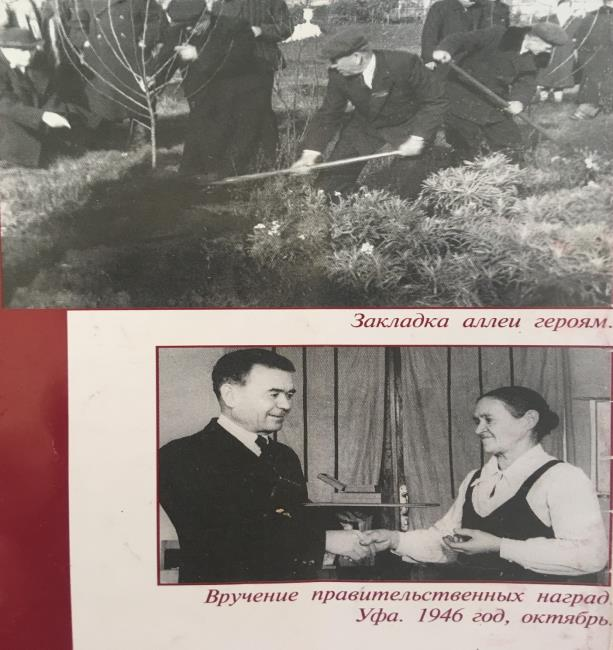 Закладка аллеи героям.
Вручение правительственных наград.
Уфа. 1946 год, октябрь.